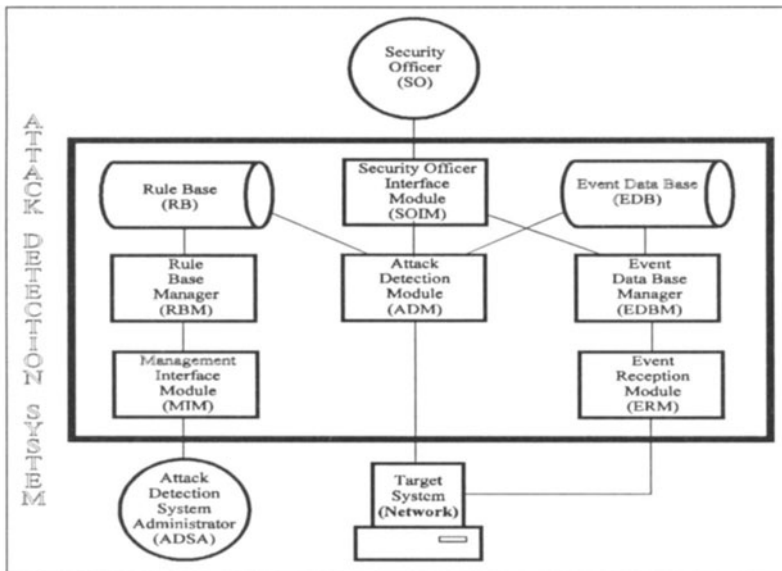 ATTACK DETECTION SYSTEM
Security
Officer
(SO)
Rule Base
(RB)
Security Officer
Interface
Module
(SOIM)
Event Data Base
(EDB)
Rule
Base
Manager
(RBM)
Attack
Detection
Module
(ADM)
Event
Data Base
Manager
(EDBM)
Management
Interface
Module
(MIM)
Event
Reception
Module
(ERM)
Attack
Detection
System
Administrator
(ADSA)
Target
System
(Network)